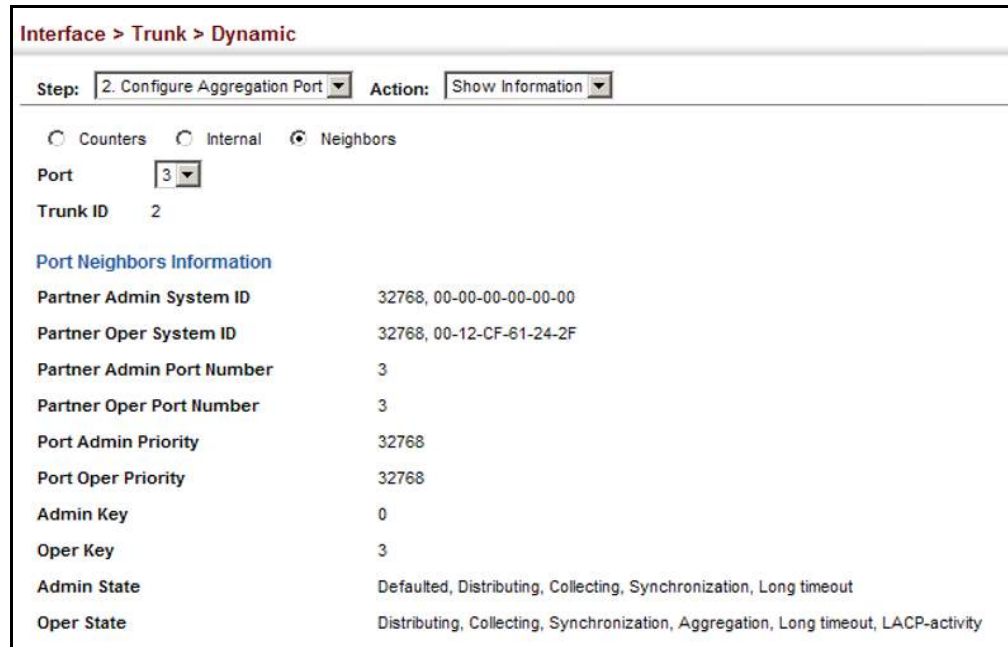 Interface > Trunk > Dynamic
Step: 2. Configure Aggregation Port Action: Show Information
Counters Internal Neighbors
Port 3
Trunk ID 2
Port Neighbors Information
Partner Admin System ID 32768, 00-00-00-00-00-00
Partner Oper System ID 32768, 00-12-CF-61-24-2F
Partner Admin Port Number 3
Partner Oper Port Number 3
Port Admin Priority 32768
Port Oper Priority 32768
Admin Key 0
Oper Key 3
Admin State Defaulted, Distributing, Collecting, Synchronization, Long timeout
Oper State Distributing, Collecting, Synchronization, Aggregation, Long timeout, LACP-activity